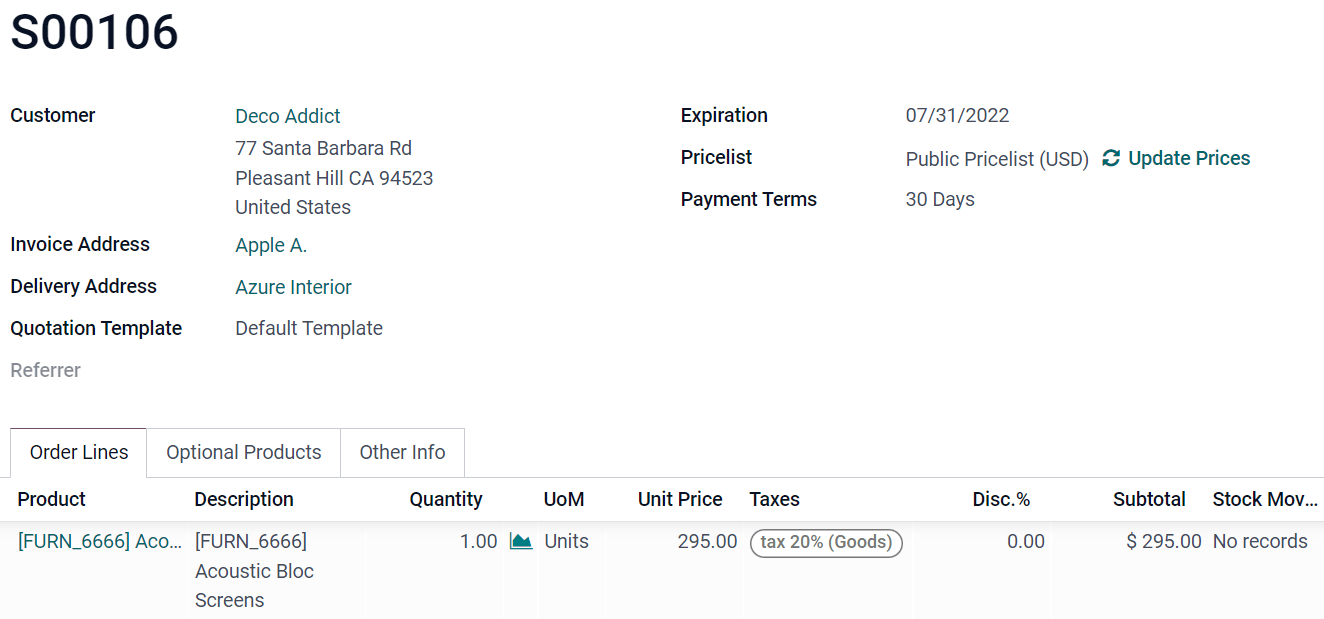 S00106
Customer Deco Addict
77 Santa Barbara Rd
Pleasant Hill CA 94523
United States
Invoice Address Apple A.
Delivery Address Azure Interior
Quotation Template Default Template
Referrer
Expiration 07/31/2022
Pricelist Public Pricelist (USD) Update Prices
Payment Terms 30 Days
Order Lines Optional Products Other Info
Product Description Quantity UoM Unit Price Taxes Disc.% Subtotal Stock Mov...
[FURN_6666] Aco... [FURN_6666] 1.00 Units 295.00 tax 20% (Goods) 0.00 $ 295.00 No records
Acoustic Bloc
Screens